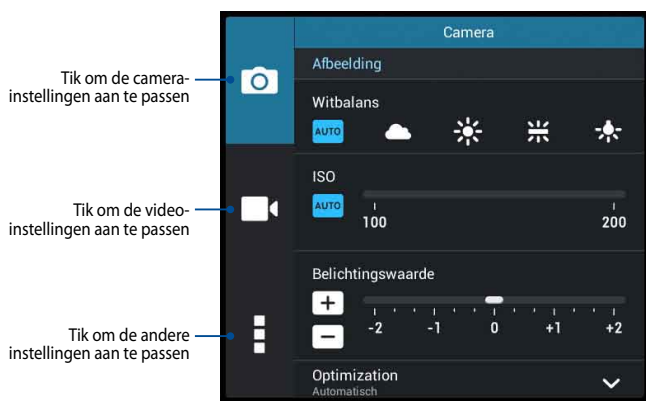 Tik om de camera-
instellingen aan te passen
Tik om de video-
instellingen aan te passen
Tik om de andere
instellingen aan te passen
Camera
Afbeelding
Witbalans
AUTO
ISO
AUTO
100 200
Belichtingswaarde
-2 -1 0 +1 +2
Optimization
Automatisch